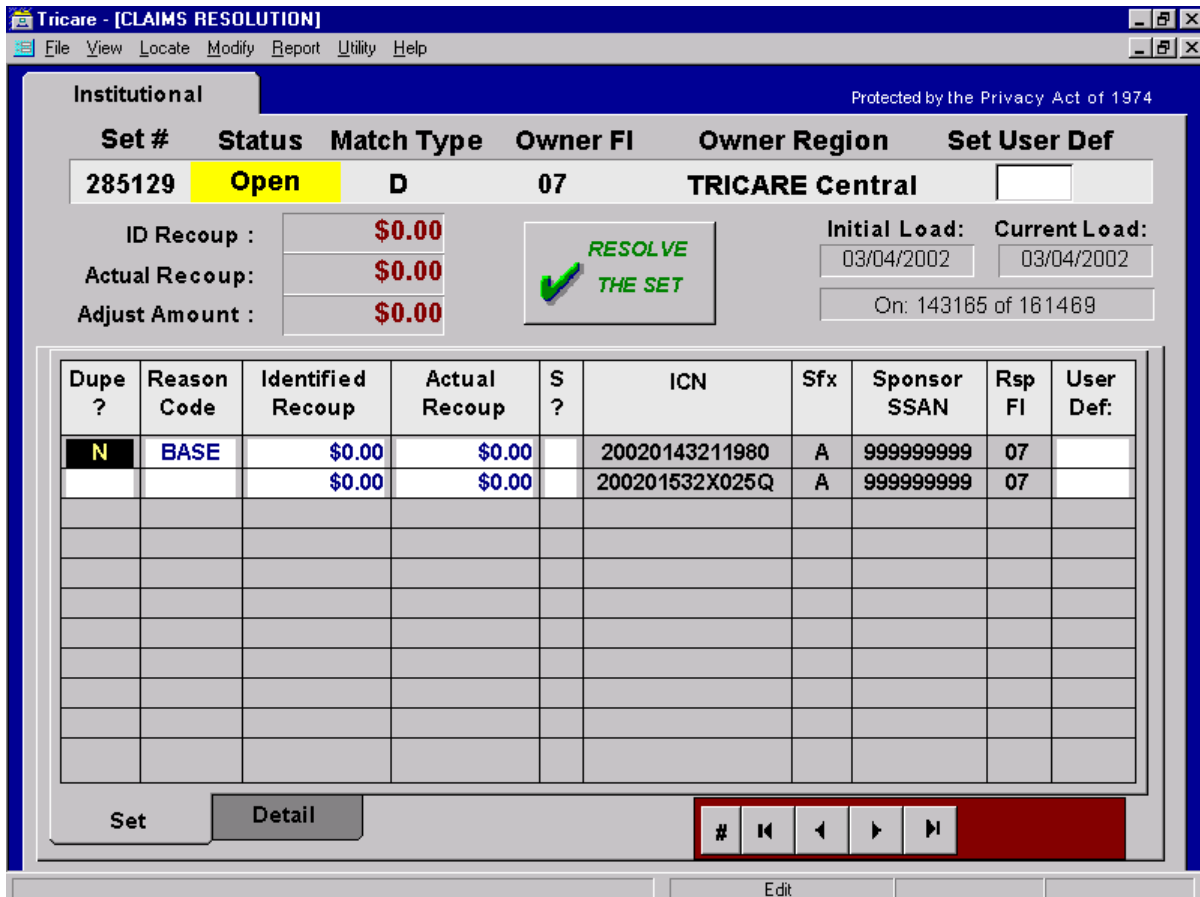 Tricare - [CLAIMS RESOLUTION]
File View Locate Modify Report Utility Help
Institutional
Protected by the Privacy Act of 1974
Set # Status Match Type Owner FI Owner Region Set User Def
285129 Open D 07 TRICARE Central
ID Recoup : $0.00
Actual Recoup: $0.00
Adjust Amount : $0.00
RESOLVE
THE SET
Initial Load: Current Load:
03/04/2002 03/04/2002
On: 143165 of 161469
Dupe Reason Identified Actual S ICN Sfx Sponsor Rsp User
? Code Recoup Recoup ? SSAN FI Def:
N BASE $0.00 $0.00 20020143211980 A 999999999 07
$0.00 $0.00 200201532X025Q A 999999999 07
Set Detail
#
Edit